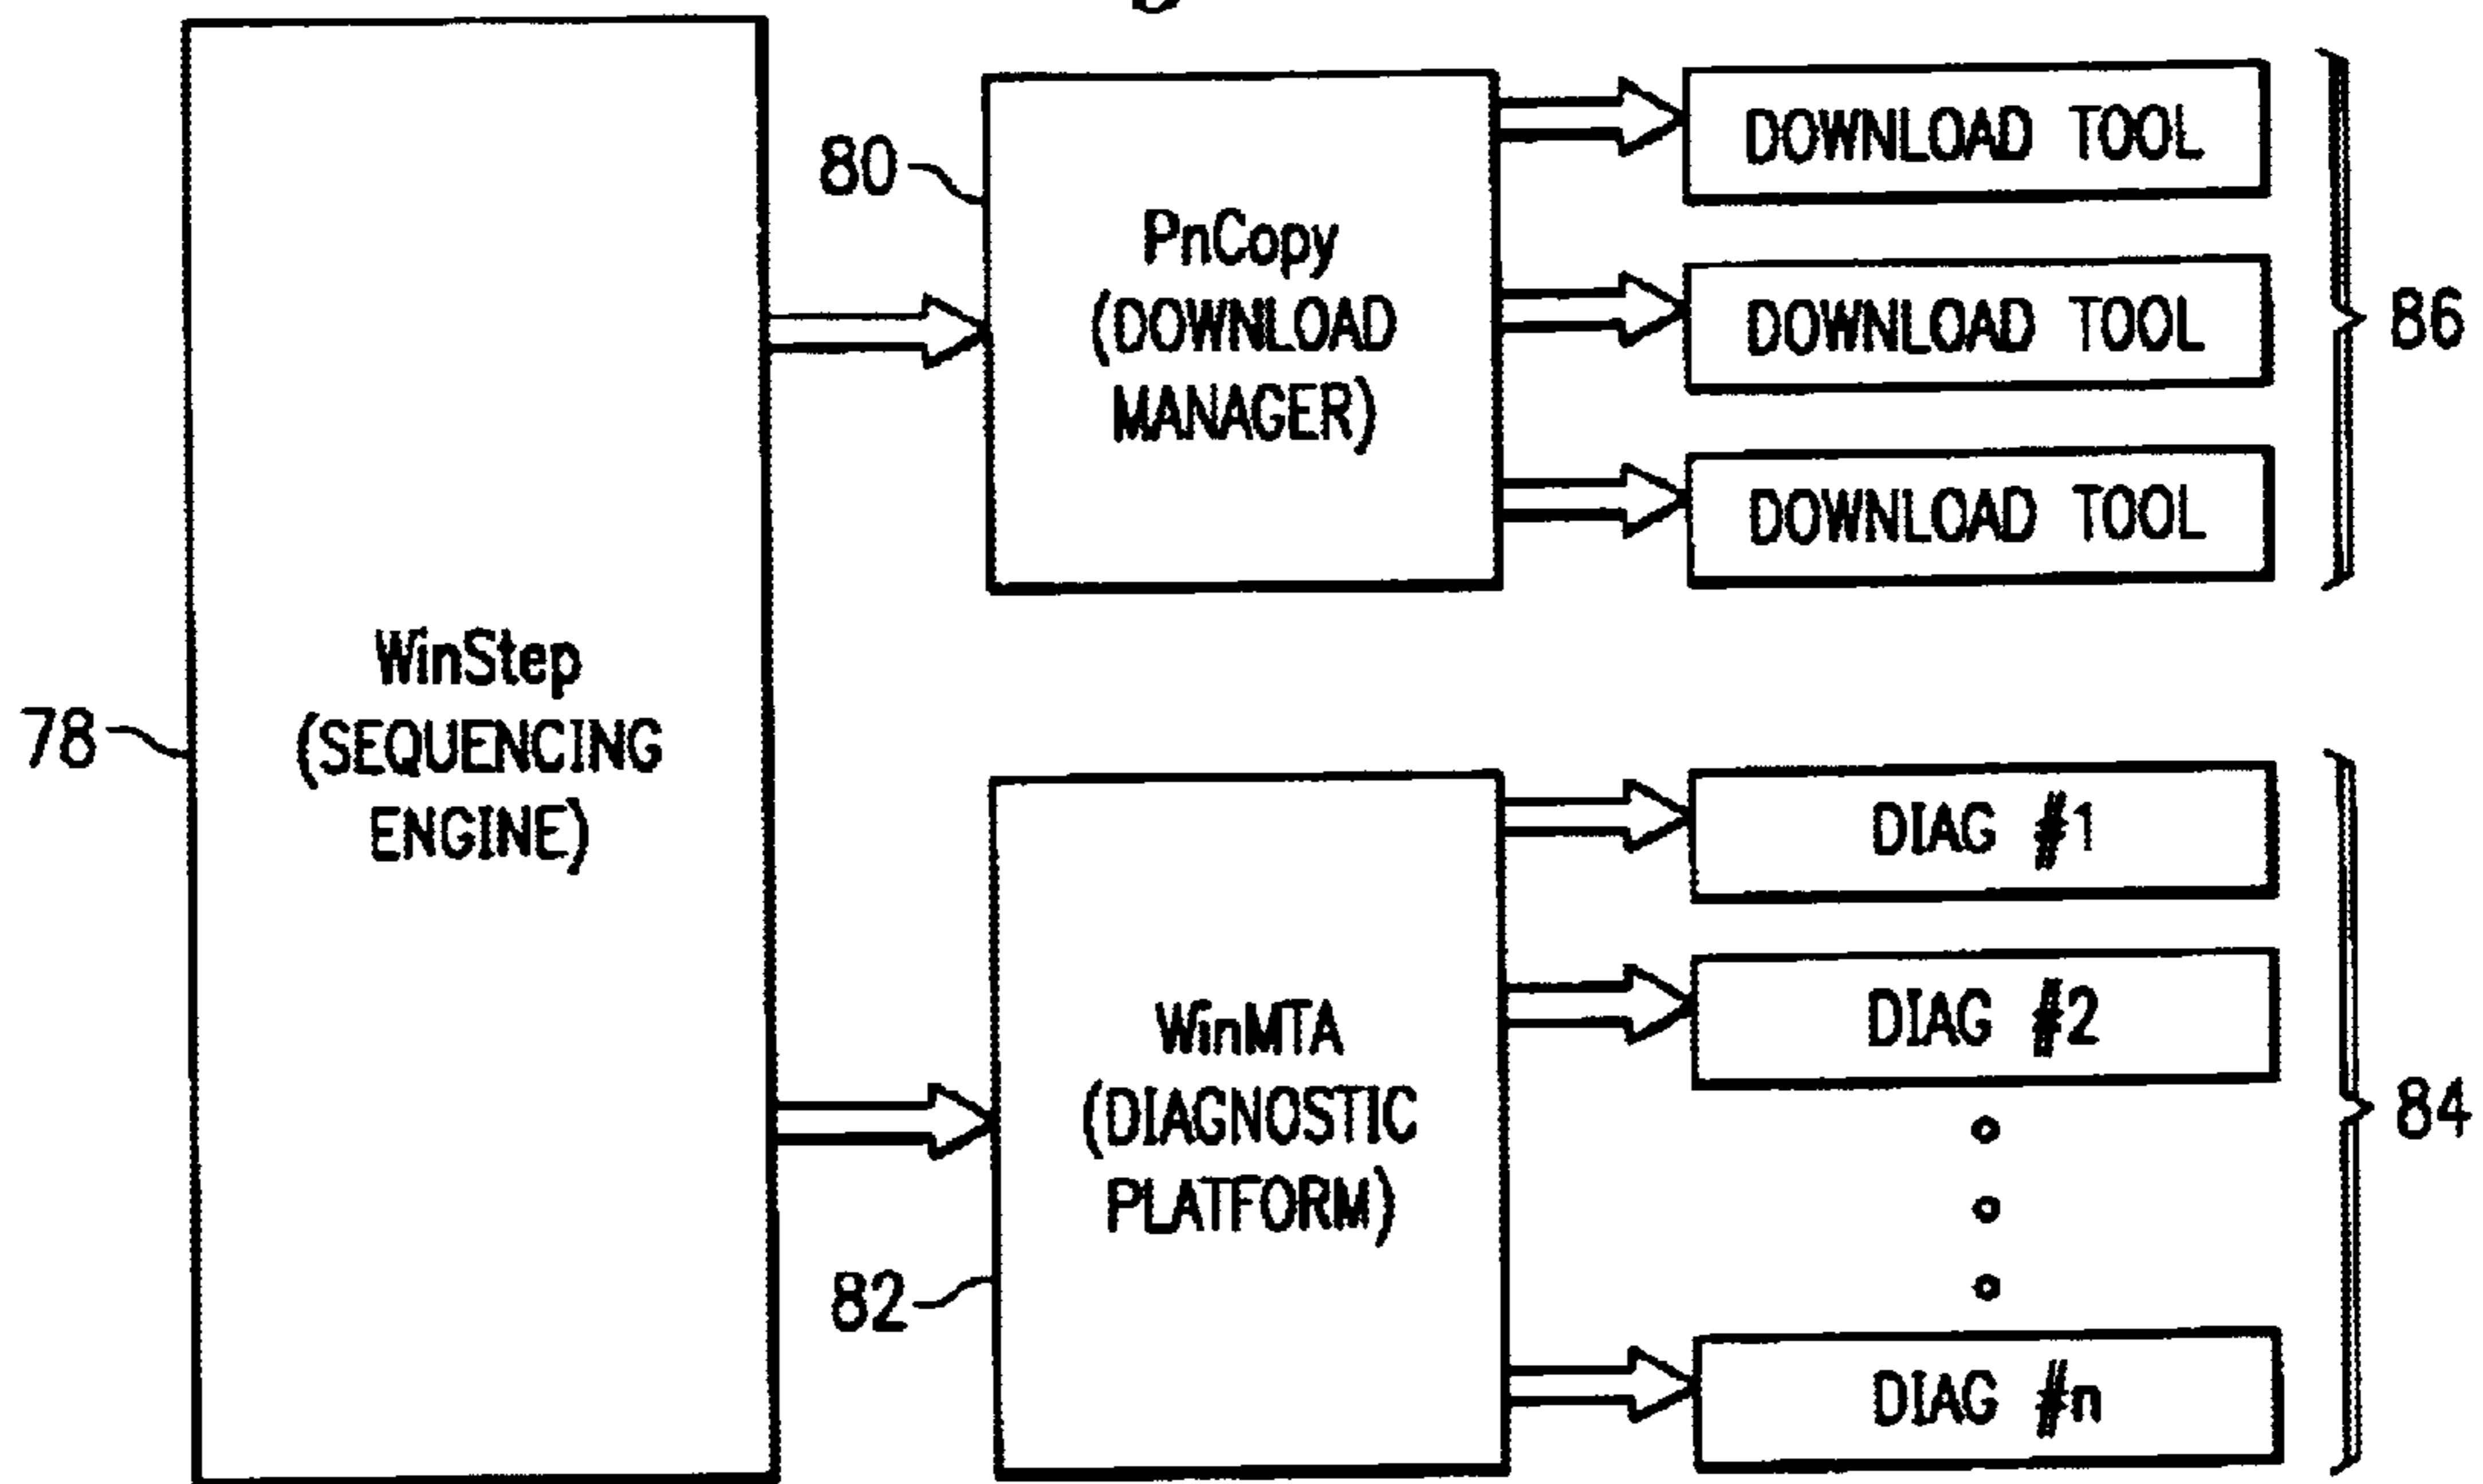 78
WinStep
(SEQUENCING
ENGINE)
80
PnCopy
(DOWNLOAD
MANAGER)
DOWNLOAD TOOL
DOWNLOAD TOOL
DOWNLOAD TOOL
86
82
WinMTA
(DIAGNOSTIC
PLATFORM)
DIAG #1
DIAG #2
DIAG #n
84